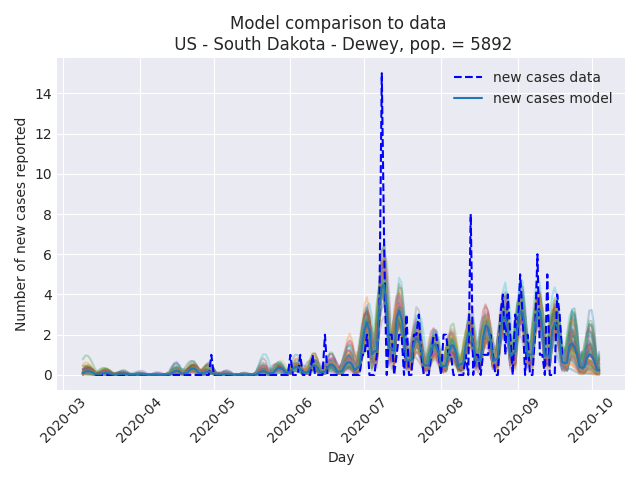 Model comparison to data
US - South Dakota - Dewey, pop. = 5892
new cases data
new cases model
Number of new cases reported
14
12
10
8
6
4
2
0
2020-03
2020-04
2020-05
2020-06
2020-07
2020-08
2020-09
2020-10
Day